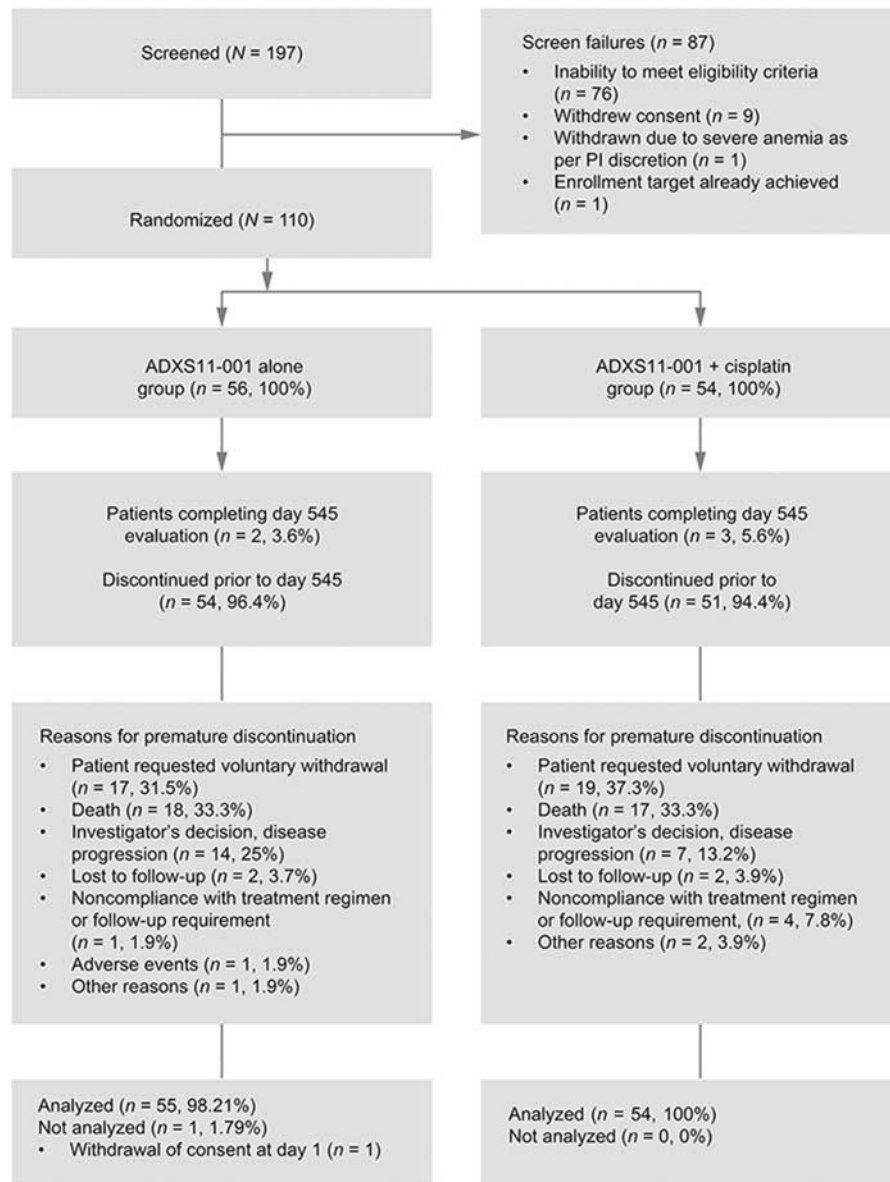 Screened (N = 197)
Screen failures (n = 87)
• Inability to meet eligibility criteria
(n = 76)
• Withdrew consent (n = 9)
• Withdrawn due to severe anemia as
per PI discretion (n = 1)
• Enrollment target already achieved
(n = 1)
Randomized (N = 110)
ADXS11-001 alone
group (n = 56, 100%)
ADXS11-001 + cisplatin
group (n = 54, 100%)
Patients completing day 545
evaluation (n = 2, 3.6%)
Discontinued prior to day 545
(n = 54, 96.4%)
Patients completing day 545
evaluation (n = 3, 5.6%)
Discontinued prior to
day 545 (n = 51, 94.4%)
Reasons for premature discontinuation
• Patient requested voluntary withdrawal
(n = 17, 31.5%)
• Death (n = 18, 33.3%)
• Investigator's decision, disease
progression (n = 14, 25%)
• Lost to follow-up (n = 2, 3.7%)
• Noncompliance with treatment regimen
or follow-up requirement
(n = 1, 1.9%)
• Adverse events (n = 1, 1.9%)
• Other reasons (n = 1, 1.9%)
Reasons for premature discontinuation
• Patient requested voluntary withdrawal
(n = 19, 37.3%)
• Death (n = 17, 33.3%)
• Investigator's decision, disease
progression (n = 7, 13.2%)
• Lost to follow-up (n = 2, 3.9%)
• Noncompliance with treatment regimen
or follow-up requirement, (n = 4, 7.8%)
• Other reasons (n = 2, 3.9%)
Analyzed (n = 55, 98.21%)
Not analyzed (n = 1, 1.79%)
• Withdrawal of consent at day 1 (n = 1)
Analyzed (n = 54, 100%)
Not analyzed (n = 0, 0%)